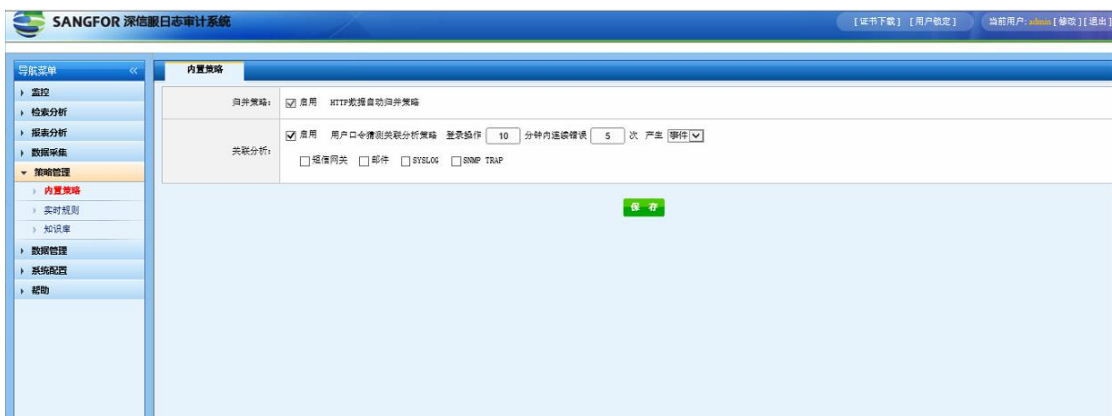 SANGFOR 深信服日志审计系统
[证书下载] [用户锁定] 当前用户: admin [修改][退出]
导航菜单 «
内置策略
监控
检索分析
报表分析
数据采集
策略管理
内置策略
实时规则
知识库
数据管理
系统配置
帮助
归并策略: 启用 HTTP数据自动归并策略
关联分析: 启用 用户口令猜测关联分析策略 登录操作 10 分钟内连续错误 5 次 产生 事件
短信网关 邮件 SYSLOG SNMP TRAP
保 存